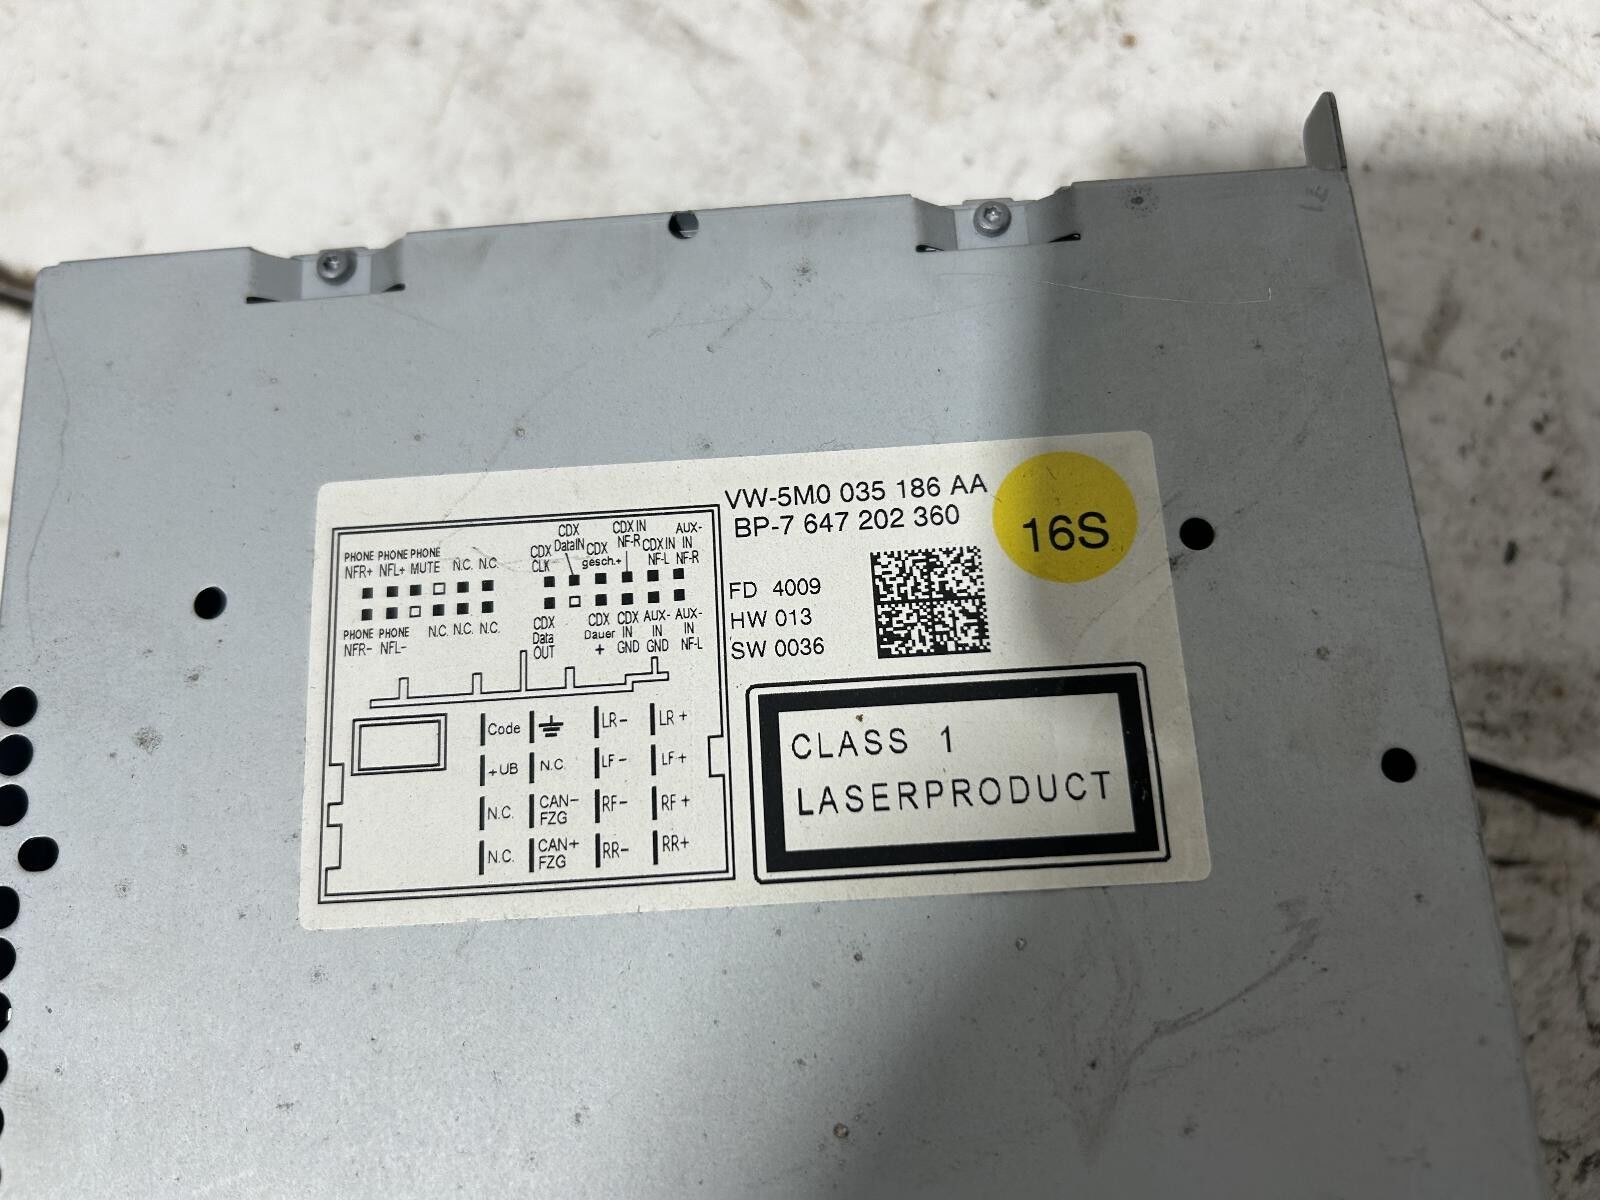 VW-5M0 035 186 AA
BP-7 647 202 360
16S
FD 4009
HW 013
SW 0036
CLASS 1
LASERPRODUCT
PHONE PHONE PHONE
NFR+ NFL+ MUTE N.C. N.C.
PHONE PHONE N.C. N.C. N.C.
NFR- NFL-
CDX
CLK
CDX
DataIN
CDX
gesch.+
CDX IN
NF-R
CDX IN
NF-L
AUX-
IN
NF-R
CDX
Data
OUT
CDX
Dauer
+
CDX
IN
GND
AUX-
IN
GND
AUX-
IN
NF-L
Code LR- LR+
+UB N.C. LF- LF+
N.C. CAN-
FZG RF- RF+
N.C. CAN+
FZG RR- RR+